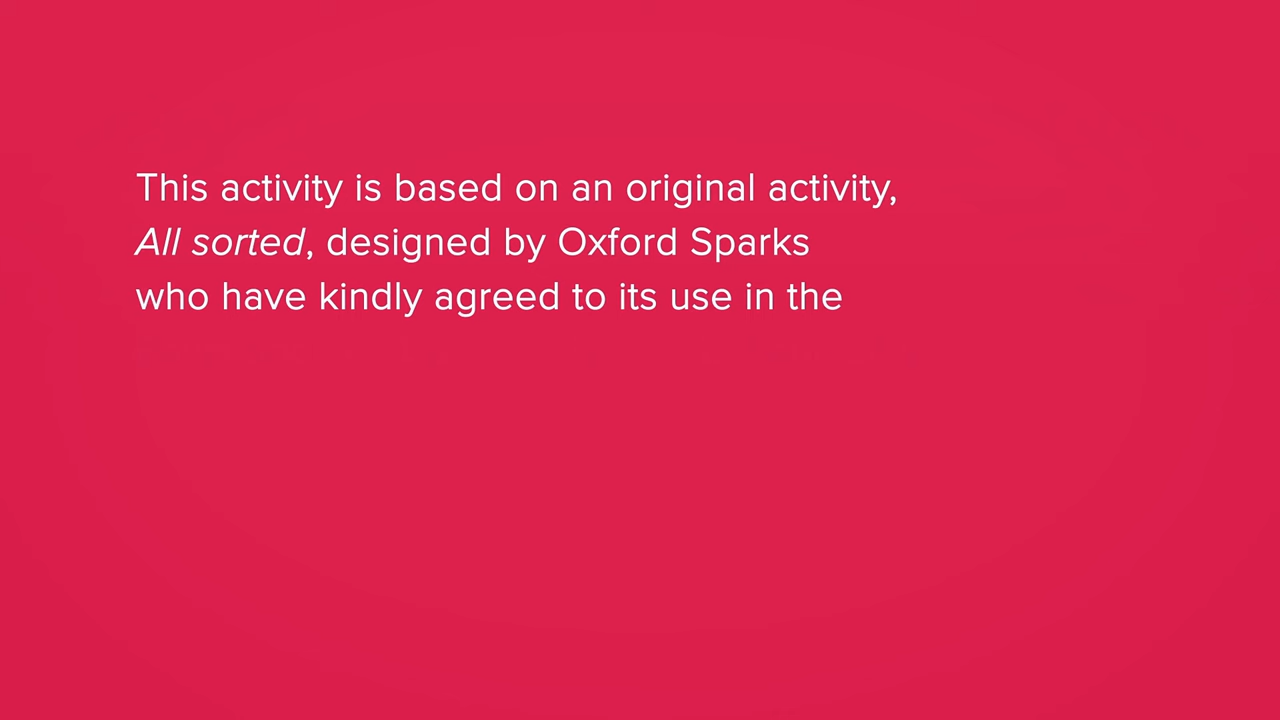 This activity is based on an original activity,
All sorted, designed by Oxford Sparks
who have kindly agreed to its use in the